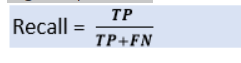 Recall = TP / TP+FN